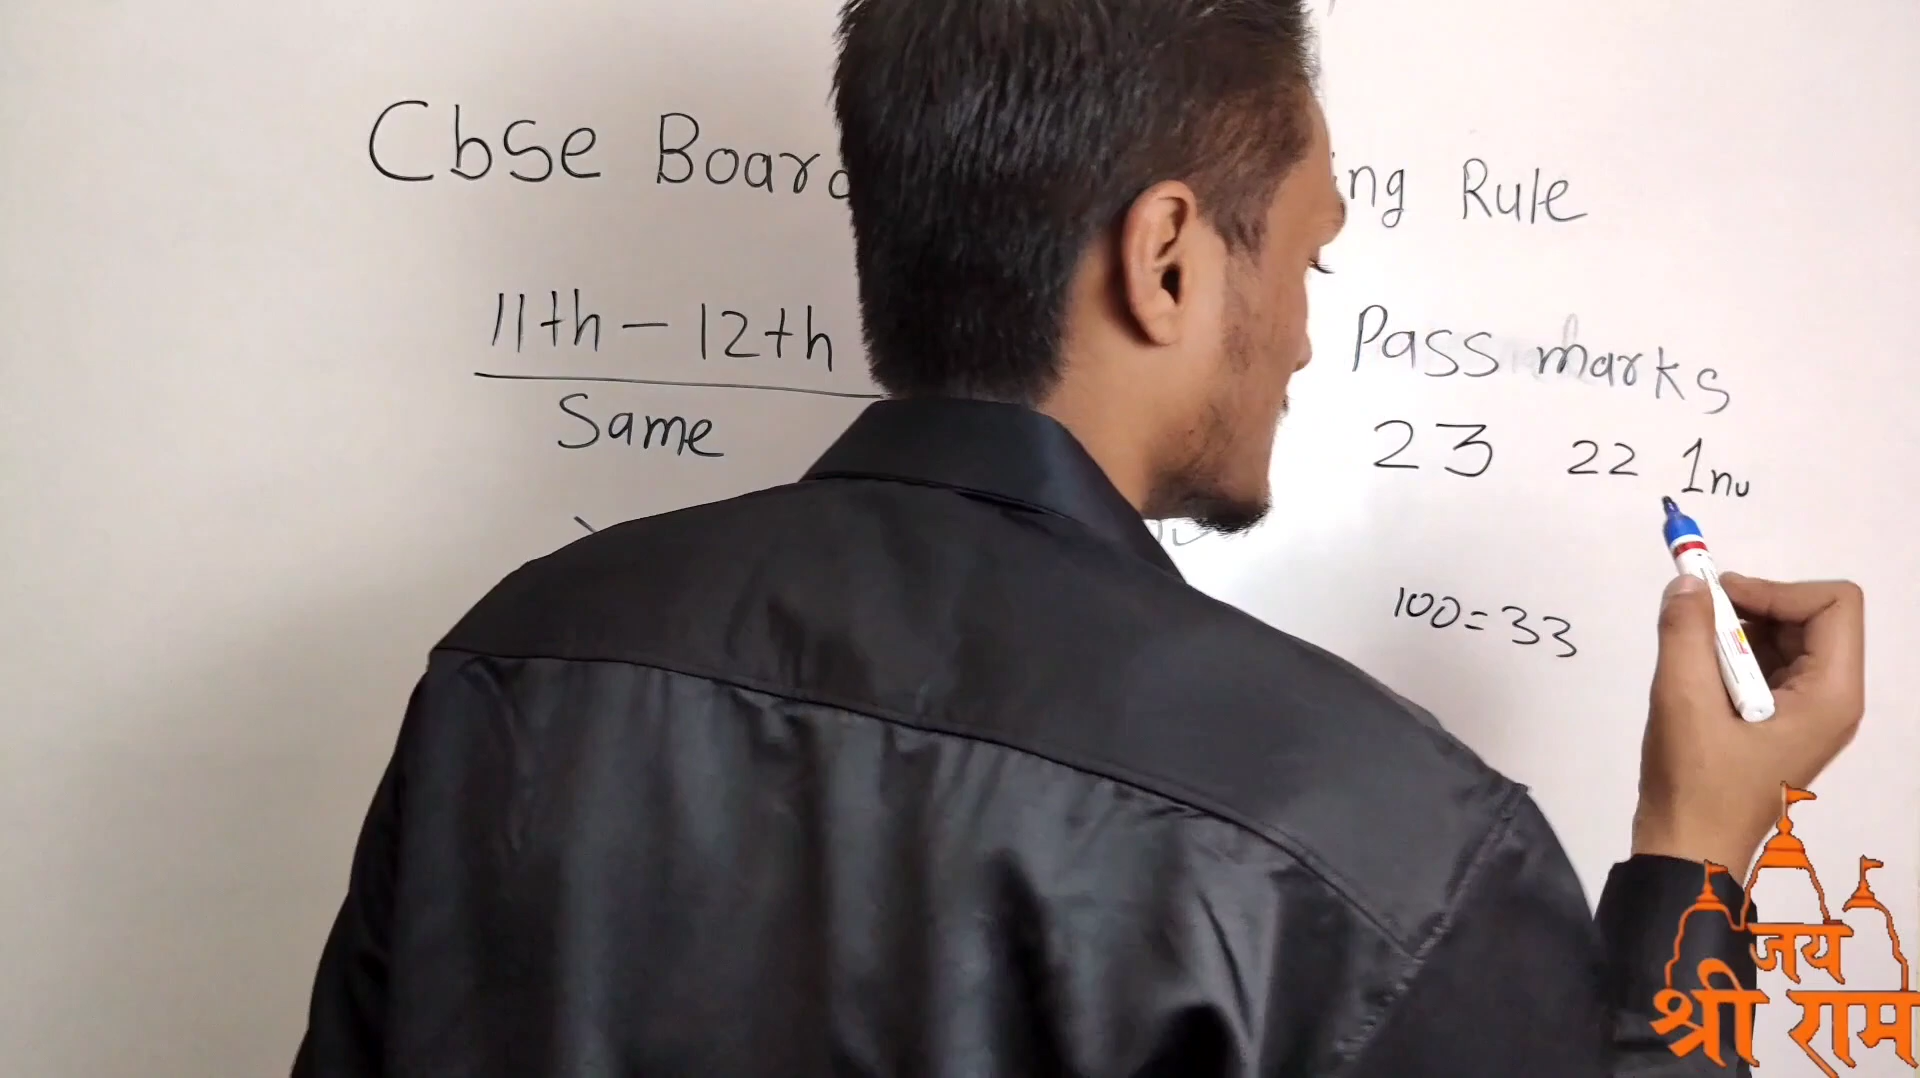 Cbse Board ing Rule
11th - 12th
Same
Pass marks
23 22 1nu
100=33
जय
श्री राम